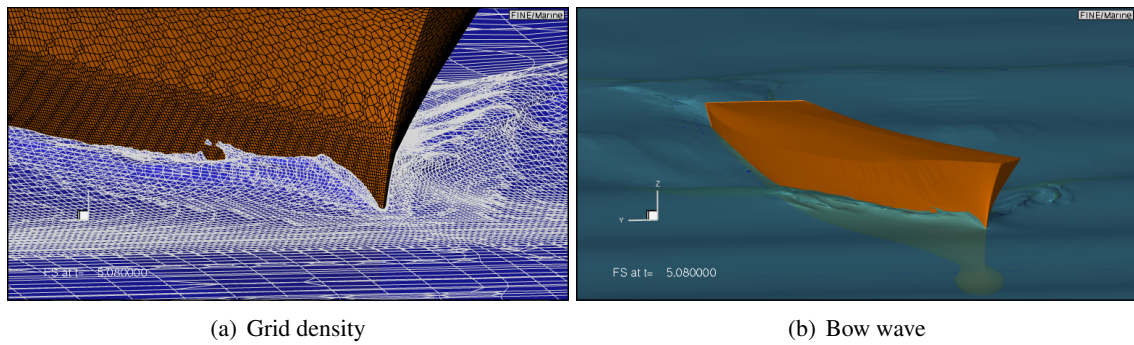 FINE/Marine
FS at t= 5.080000
(a) Grid density
FINE/Marine
Z
Y
FS at t= 5.080000
(b) Bow wave